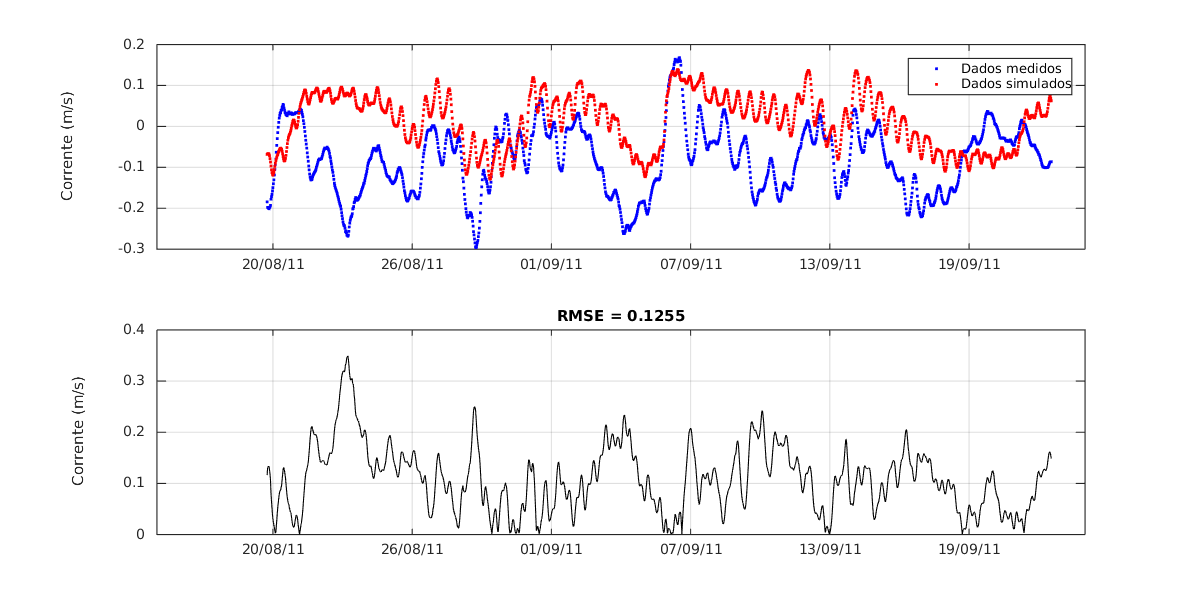 0.2
0.1
0
-0.1
-0.2
-0.3
Corrente (m/s)
Dados medidos
Dados simulados
20/08/11 26/08/11 01/09/11 07/09/11 13/09/11 19/09/11
RMSE = 0.1255
0.4
0.3
0.2
0.1
0
Corrente (m/s)
20/08/11 26/08/11 01/09/11 07/09/11 13/09/11 19/09/11